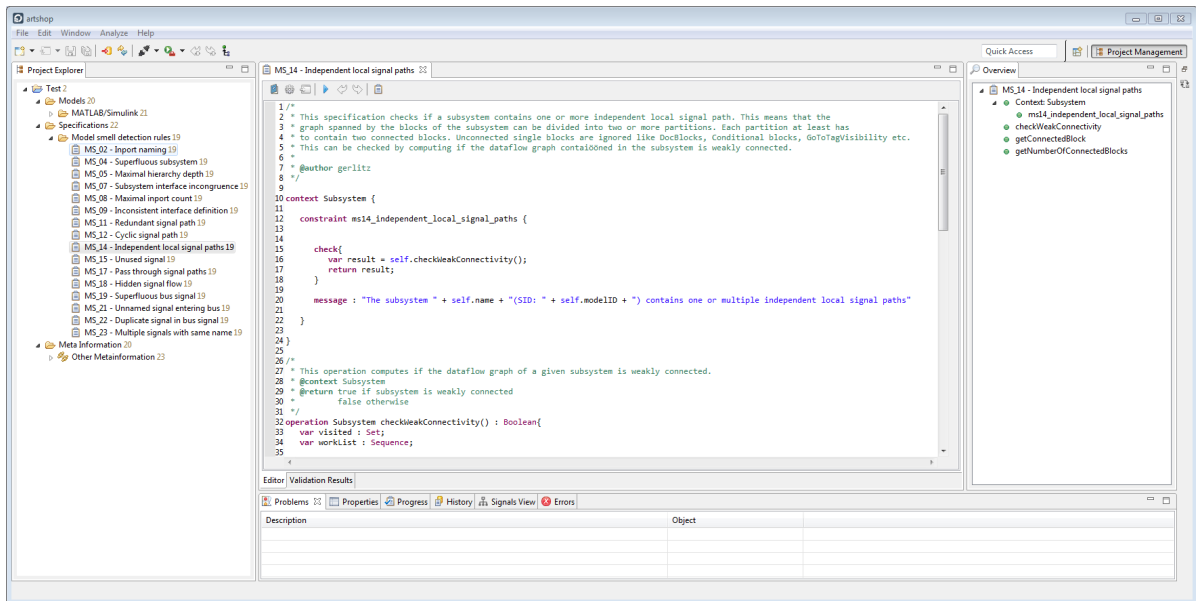 artshop
File Edit Window Analyze Help
Quick Access
Project Management
Project Explorer
Test 2
Models 20
MATLAB/Simulink 21
Specifications 22
Model smell detection rules 19
MS_02 - Inport naming 19
MS_04 - Superfluous subsystem 19
MS_05 - Maximal hierarchy depth 19
MS_07 - Subsystem interface incongruence 19
MS_08 - Maximal inport count 19
MS_09 - Inconsistent interface definition 19
MS_11 - Redundant signal path 19
MS_12 - Cyclic signal path 19
MS_14 - Independent local signal paths 19
MS_15 - Unused signal 19
MS_17 - Pass through signal paths 19
MS_18 - Hidden signal flow 19
MS_19 - Superfluous bus signal 19
MS_21 - Unnamed signal entering bus 19
MS_22 - Duplicate signal in bus signal 19
MS_23 - Multiple signals with same name 19
Meta Information 20
Other Metainformation 23
MS_14 - Independent local signal paths
1 /*
2 * This specification checks if a subsystem contains one or more independent local signal path. This means that the
3 * graph spanned by the blocks of the subsystem can be divided into two or more partitions. Each partition at least has
4 * to contain two connected blocks. Unconnected single blocks are ignored like DocBlocks, Conditional blocks, GoToTagVisibility etc.
5 * This can be checked by computing if the dataflow graph contaiööned in the subsystem is weakly connected.
6 *
7 * @author gerlitz
8 */
9
10 context Subsystem {
11
12 constraint ms14_independent_local_signal_paths {
13
14
15 check{
16 var result = self.checkWeakConnectivity();
17 return result;
18 }
19
20 message : "The subsystem " + self.name + "(SID: " + self.modelID + ") contains one or multiple independent local signal paths"
21
22 }
23
24 }
25
26 /*
27 * This operation computes if the dataflow graph of a given subsystem is weakly connected.
28 * @context Subsystem
29 * @return true if subsystem is weakly connected
30 * false otherwise
31 */
32 operation Subsystem checkWeakConnectivity() : Boolean{
33 var visited : Set;
34 var workList : Sequence;
35
Editor Validation Results
Overview
MS_14 - Independent local signal paths
Context: Subsystem
ms14_independent_local_signal_paths
checkWeakConnectivity
getConnectedBlock
getNumberOfConnectedBlocks
Problems Properties Progress History Signals View Errors
Description Object